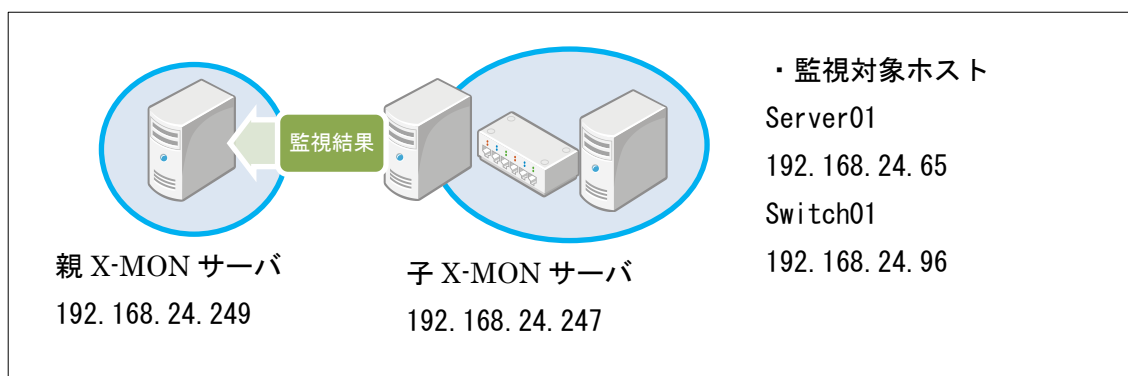 監視結果
親 X-MON サーバ
192.168.24.249
子 X-MON サーバ
192.168.24.247
・監視対象ホスト
Server01
192.168.24.65
Switch01
192.168.24.96